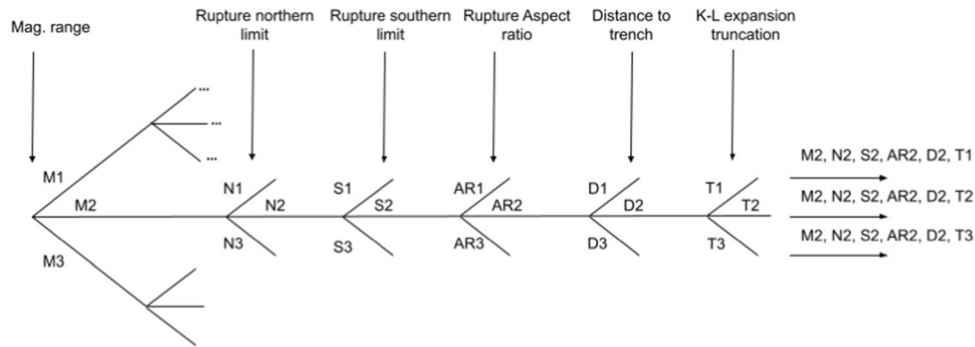 Mag. range
Rupture northern
limit
Rupture southern
limit
Rupture Aspect
ratio
Distance to
trench
K-L expansion
truncation
...
...
...
M1
M2
M3
N1
N2
N3
S1
S2
S3
AR1
AR2
AR3
D1
D2
D3
T1
T2
T3
M2, N2, S2, AR2, D2, T1
M2, N2, S2, AR2, D2, T2
M2, N2, S2, AR2, D2, T3